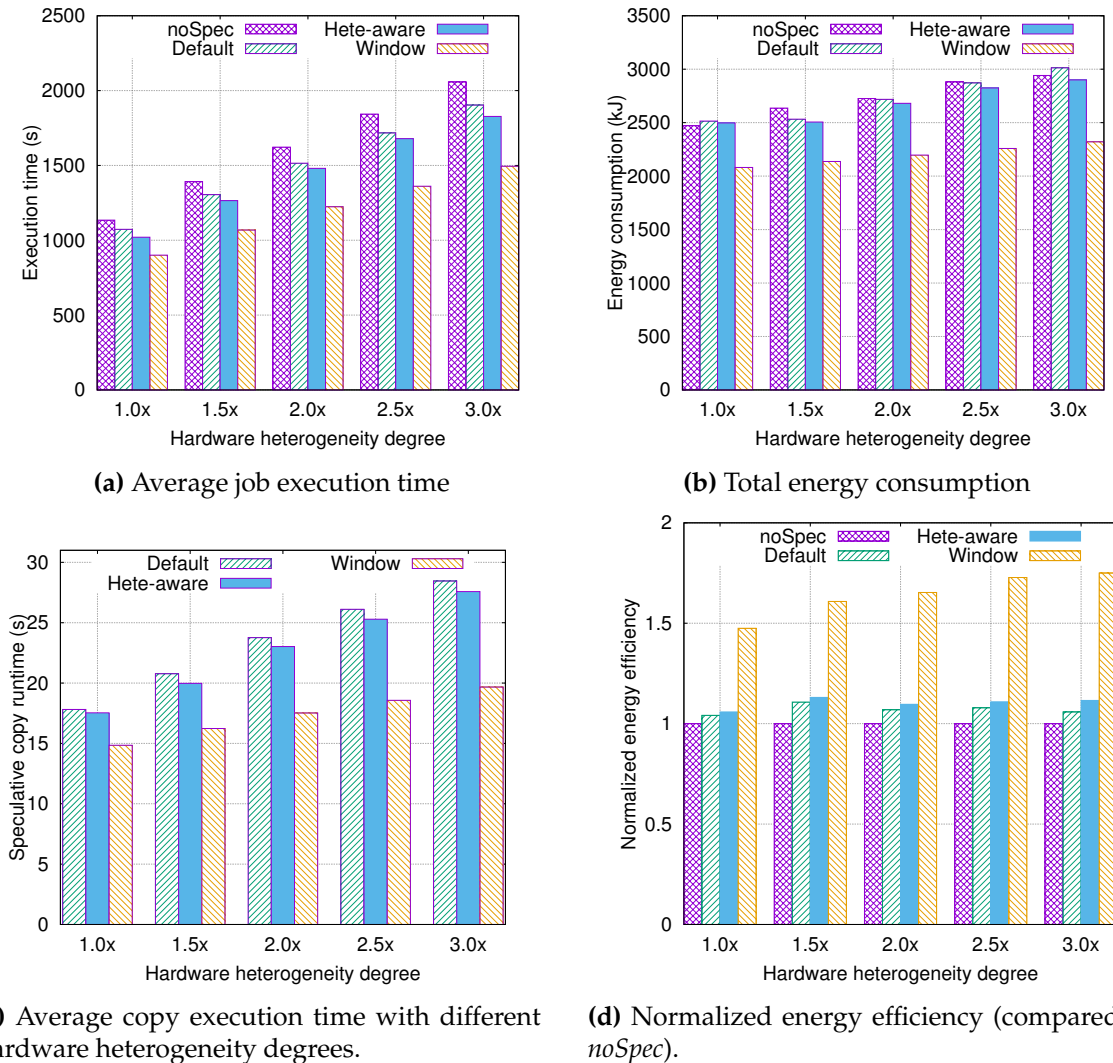 2500
2000
1500
1000
500
0
Execution time (s)
noSpec
Default
Hete-aware
Window
1.0x 1.5x 2.0x 2.5x 3.0x
Hardware heterogeneity degree
(a) Average job execution time
3500
3000
2500
2000
1500
1000
500
0
Energy consumption (kJ)
noSpec
Default
Hete-aware
Window
1.0x 1.5x 2.0x 2.5x 3.0x
Hardware heterogeneity degree
(b) Total energy consumption
30
25
20
15
10
5
0
Speculative copy runtime (s)
Default
Hete-aware
Window
1.0x 1.5x 2.0x 2.5x 3.0x
Hardware heterogeneity degree
) Average copy execution time with different
ardware heterogeneity degrees.
2
1.5
1
0.5
0
Normalized energy efficiency
noSpec
Default
Hete-aware
Window
1.0x 1.5x 2.0x 2.5x 3.0x
Hardware heterogeneity degree
(d) Normalized energy efficiency (compared
noSpec).